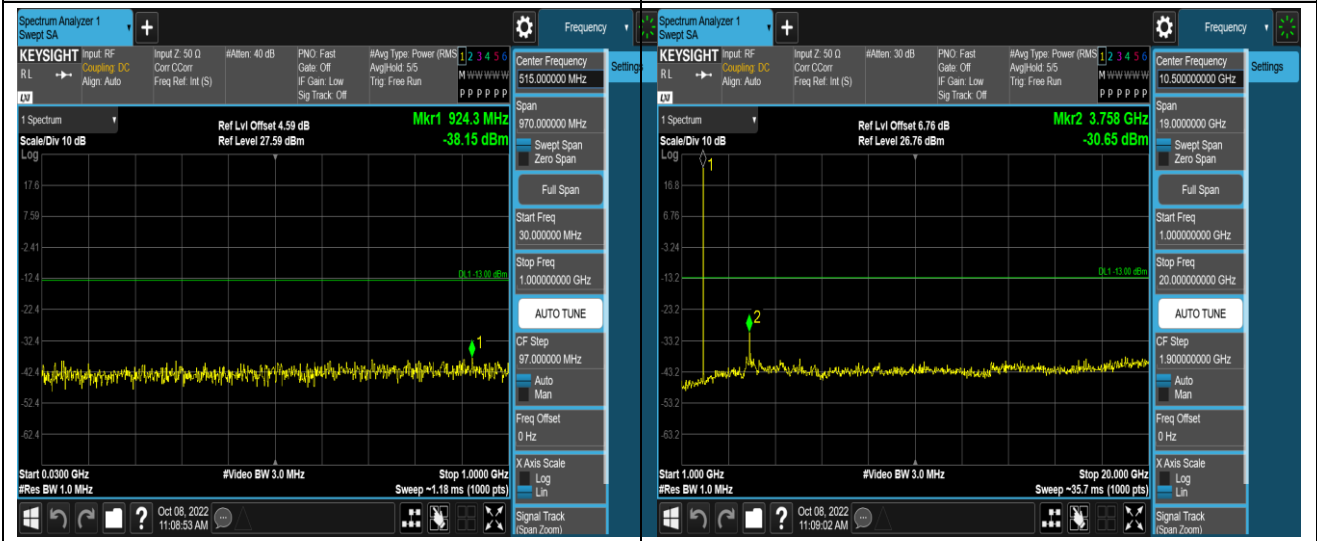 Spectrum Analyzer 1
Swept SA
+
Frequency
KEYSIGHT
Input: RF
Coupling: DC
Align: Auto
Input Z: 50 Ω
Corr CCorr
Freq Ref: Int (S)
#Atten: 40 dB
PNO: Fast
Gate: Off
IF Gain: Low
Sig Track: Off
#Avg Type: Power (RMS
Avg|Hold: 5/5
Trig: Free Run
1 2 3 4 5 6
M W W W W W
P P P P P P
RL
LXI
Center Frequency
515.000000 MHz
Settings
Span
970.000000 MHz
Swept Span
Zero Span
Full Span
Start Freq
30.000000 MHz
Stop Freq
1.000000000 GHz
AUTO TUNE
CF Step
97.000000 MHz
Auto
Man
Freq Offset
0 Hz
X Axis Scale
Log
Lin
Signal Track
(Span Zoom)
1 Spectrum
Scale/Div 10 dB
Log
Ref Lvl Offset 4.59 dB
Ref Level 27.59 dBm
Mkr1 924.3 MHz
-38.15 dBm
17.6
7.59
-2.41
-12.4
-22.4
-32.4
-42.4
-52.4
-62.4
DL1 -13.00 dBm
1
Start 0.0300 GHz
#Res BW 1.0 MHz
#Video BW 3.0 MHz
Stop 1.0000 GHz
Sweep ~1.18 ms (1000 pts)
?
Oct 08, 2022
11:08:53 AM
Spectrum Analyzer 1
Swept SA
+
Frequency
KEYSIGHT
Input: RF
Coupling: DC
Align: Auto
Input Z: 50 Ω
Corr CCorr
Freq Ref: Int (S)
#Atten: 30 dB
PNO: Fast
Gate: Off
IF Gain: Low
Sig Track: Off
#Avg Type: Power (RMS
Avg|Hold: 5/5
Trig: Free Run
1 2 3 4 5 6
M W W W W W
P P P P P P
RL
LXI
Center Frequency
10.500000000 GHz
Settings
Span
19.0000000 GHz
Swept Span
Zero Span
Full Span
Start Freq
1.000000000 GHz
Stop Freq
20.000000000 GHz
AUTO TUNE
CF Step
1.900000000 GHz
Auto
Man
Freq Offset
0 Hz
X Axis Scale
Log
Lin
Signal Track
(Span Zoom)
1 Spectrum
Scale/Div 10 dB
Log
Ref Lvl Offset 6.76 dB
Ref Level 26.76 dBm
Mkr2 3.758 GHz
-30.65 dBm
16.8
6.76
-3.24
-13.2
-23.2
-33.2
-43.2
-53.2
-63.2
DL1 -13.00 dBm
1
2
Start 1.000 GHz
#Res BW 1.0 MHz
#Video BW 3.0 MHz
Stop 20.000 GHz
Sweep ~35.7 ms (1000 pts)
?
Oct 08, 2022
11:09:02 AM